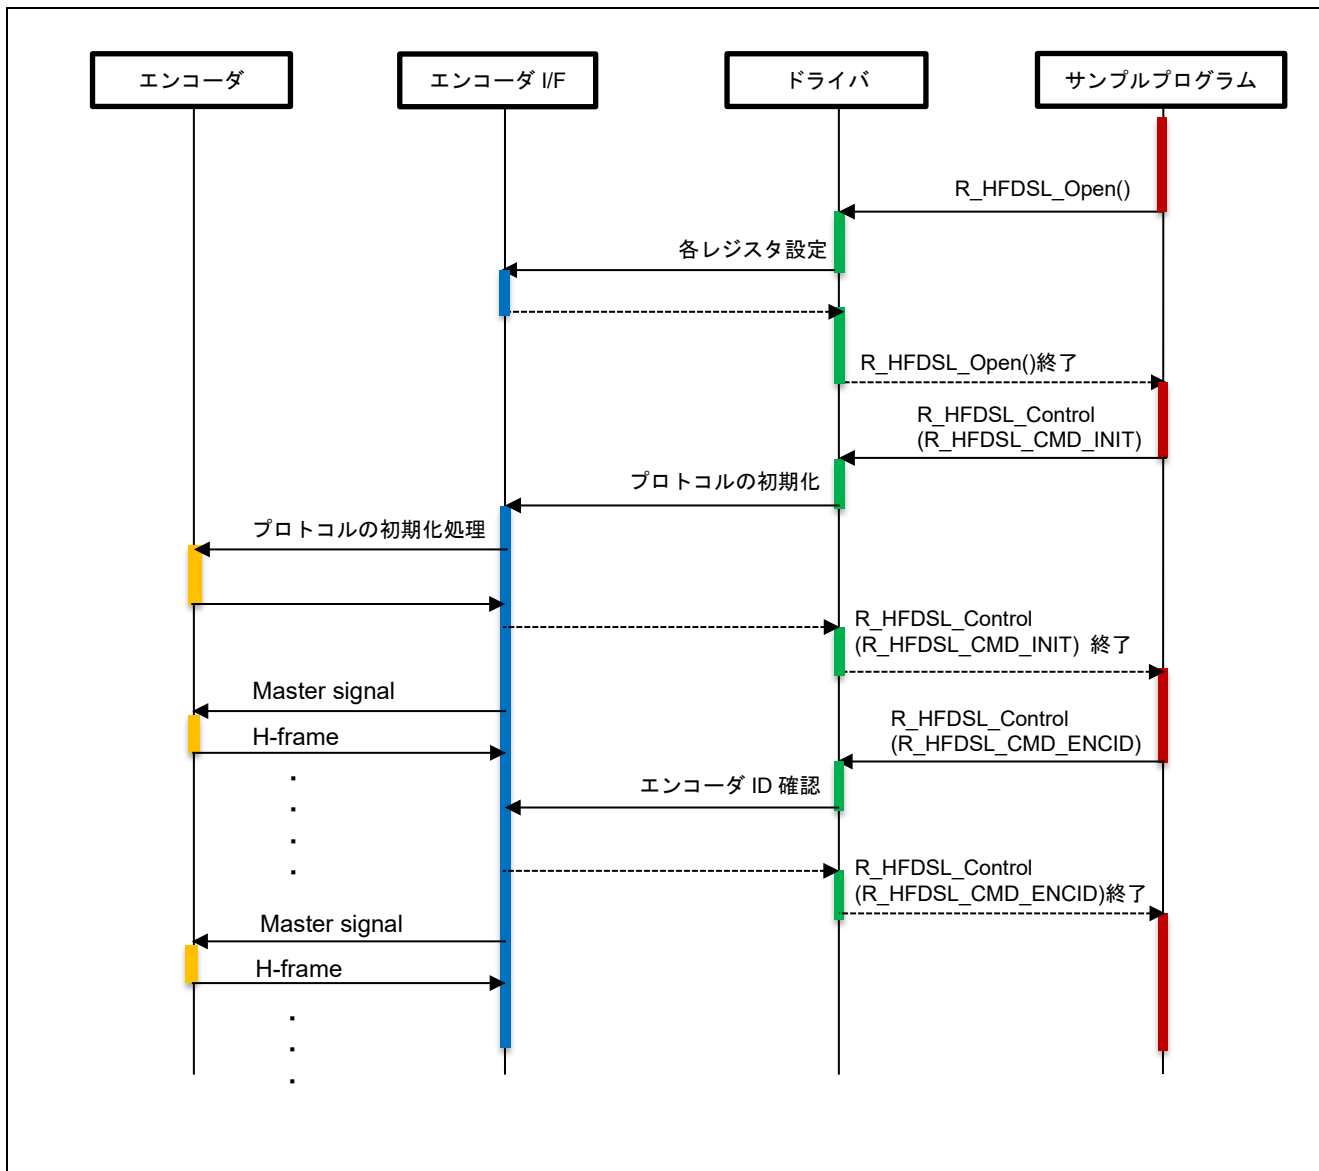 エンコーダ
エンコーダ I/F
ドライバ
サンプルプログラム
R_HFDSL_Open()
各レジスタ設定
R_HFDSL_Open()終了
R_HFDSL_Control
(R_HFDSL_CMD_INIT)
プロトコルの初期化
プロトコルの初期化処理
R_HFDSL_Control
(R_HFDSL_CMD_INIT) 終了
Master signal
R_HFDSL_Control
(R_HFDSL_CMD_ENCID)
H-frame
エンコーダ ID 確認
R_HFDSL_Control
(R_HFDSL_CMD_ENCID)終了
Master signal
H-frame